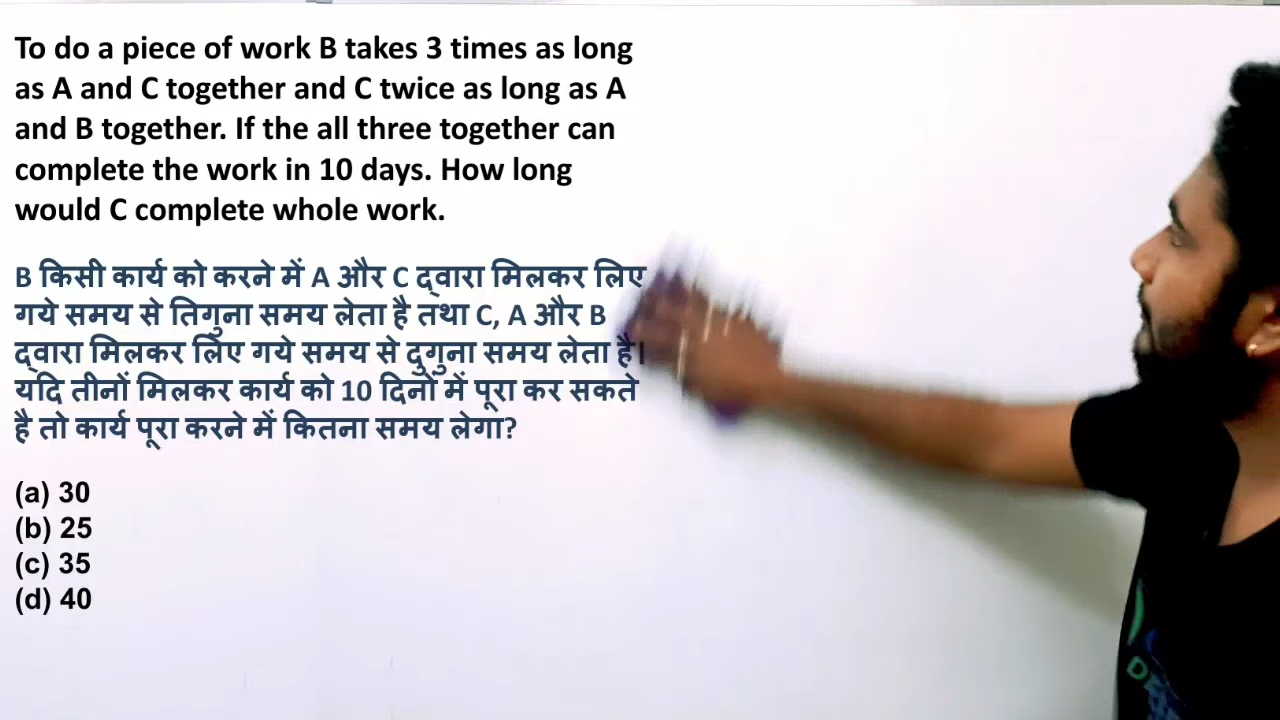 To do a piece of work B takes 3 times as long
as A and C together and C twice as long as A
and B together. If the all three together can
complete the work in 10 days. How long
would C complete whole work.
B किसी कार्य को करने में A और C द्वारा मिलकर लिए
गये समय से तिगुना समय लेता है तथा C, A और B
द्वारा मिलकर लिए गये समय से दुगुना समय लेता है।
यदि तीनों मिलकर कार्य को 10 दिनों में पूरा कर सकते
है तो कार्य पूरा करने में कितना समय लेगा?
(a) 30
(b) 25
(c) 35
(d) 40